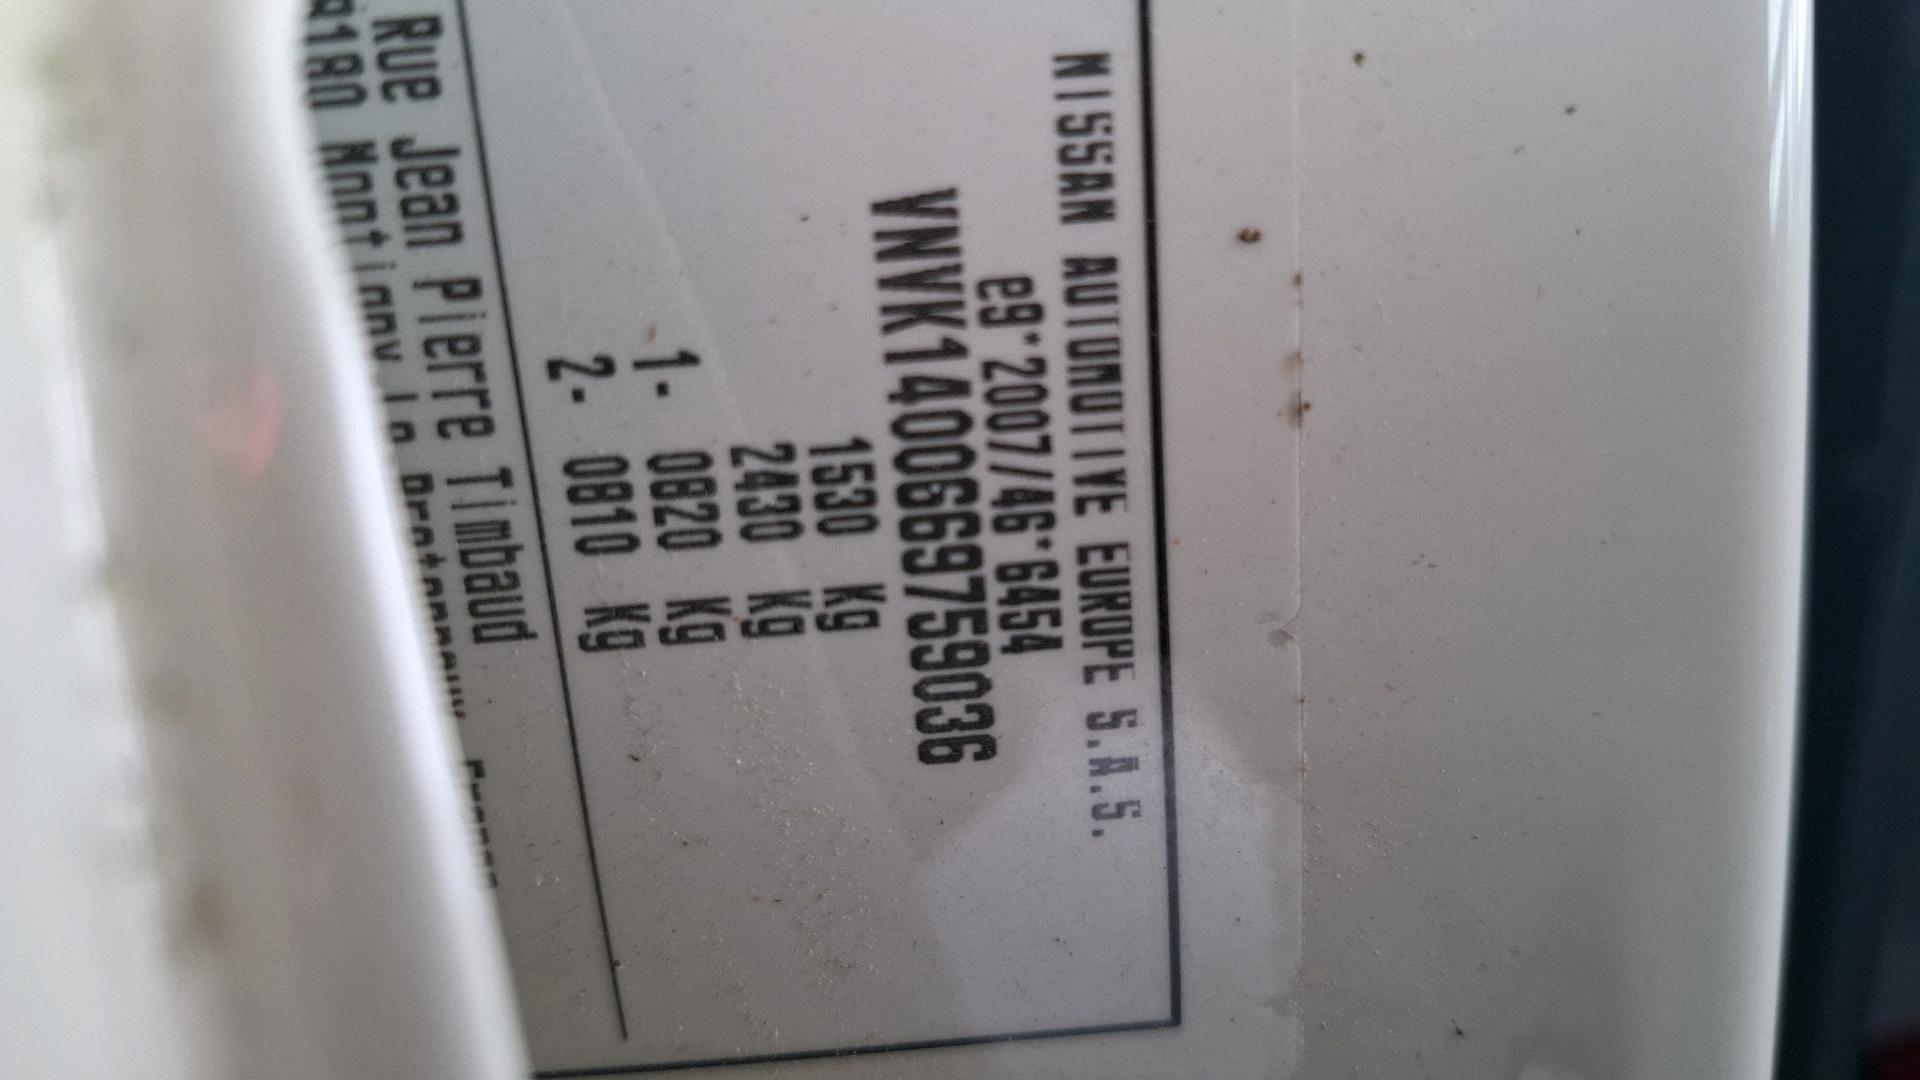 NISSAN AUTOMOTIVE EUROPE S.A.S.
e9*2007/46*6454
VNVK1400669759036
1530 Kg
2430 Kg
1- 0820 Kg
2- 0810 Kg
Rue Jean Pierre Timbaud